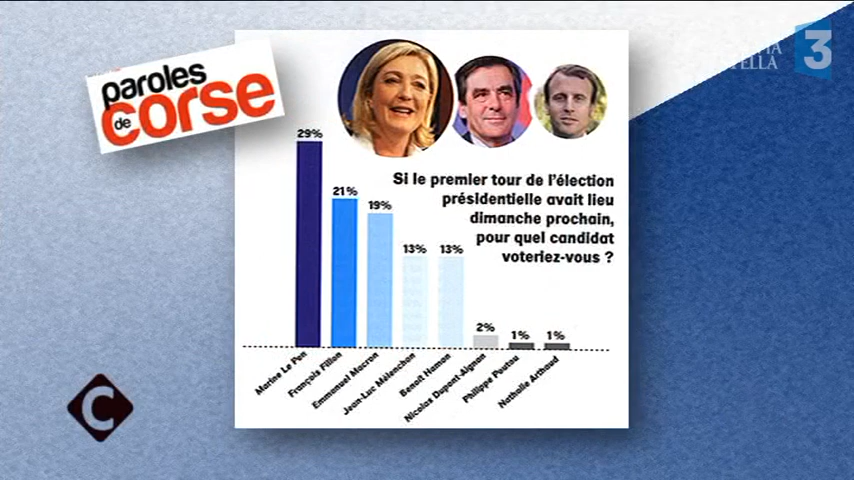 paroles
de corse
3
29%
21%
19%
13%
13%
2%
1%
1%
Si le premier tour de l'élection
présidentielle avait lieu
dimanche prochain,
pour quel candidat
voteriez-vous ?
Marine Le Pen
François Fillon
Emmanuel Macron
Jean-Luc Mélenchon
Benoît Hamon
Nicolas Dupont-Aignan
Philippe Poutou
Nathalie Arthaud
C